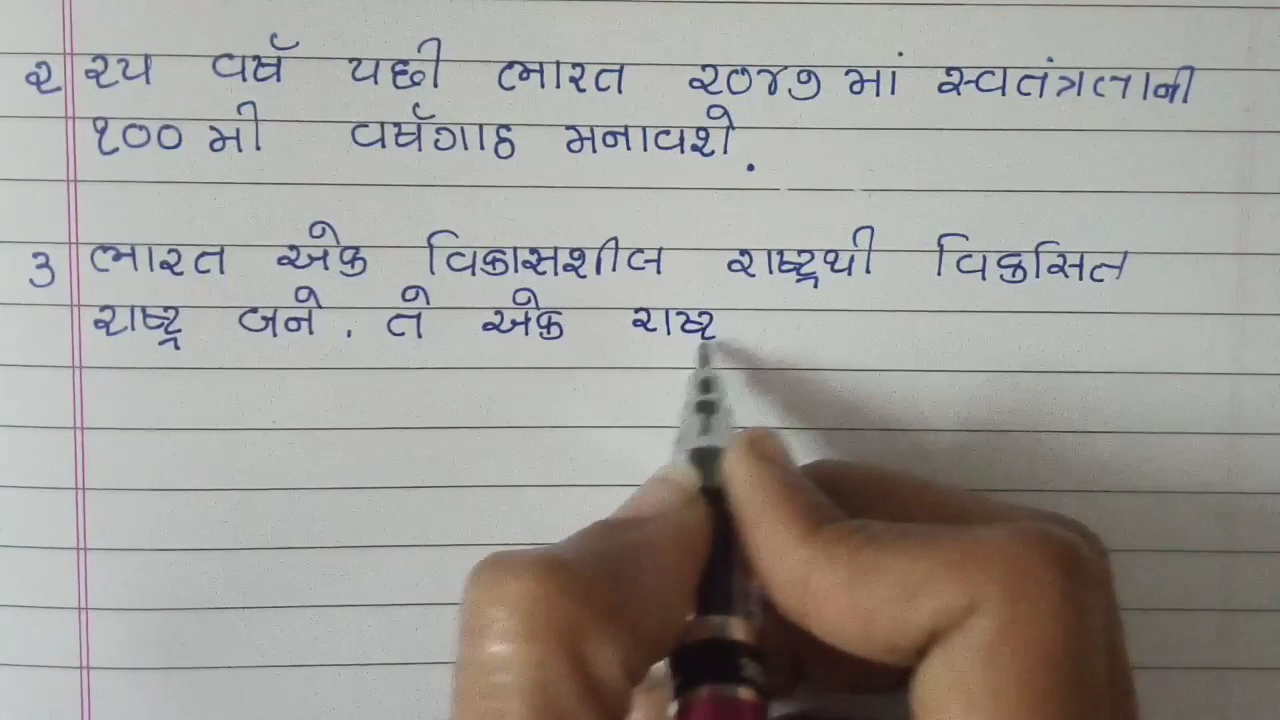 ૨ ૨૫ વર્ષ પછી ભારત ૨૦૪૭ માં સ્વતંત્રતાની
૧૦૦ મી વર્ષગાઠ મનાવશે.
૩ ભારત એક વિકાસશીલ રાષ્ટ્રથી વિકસિત
રાષ્ટ્ર બને. તે એક